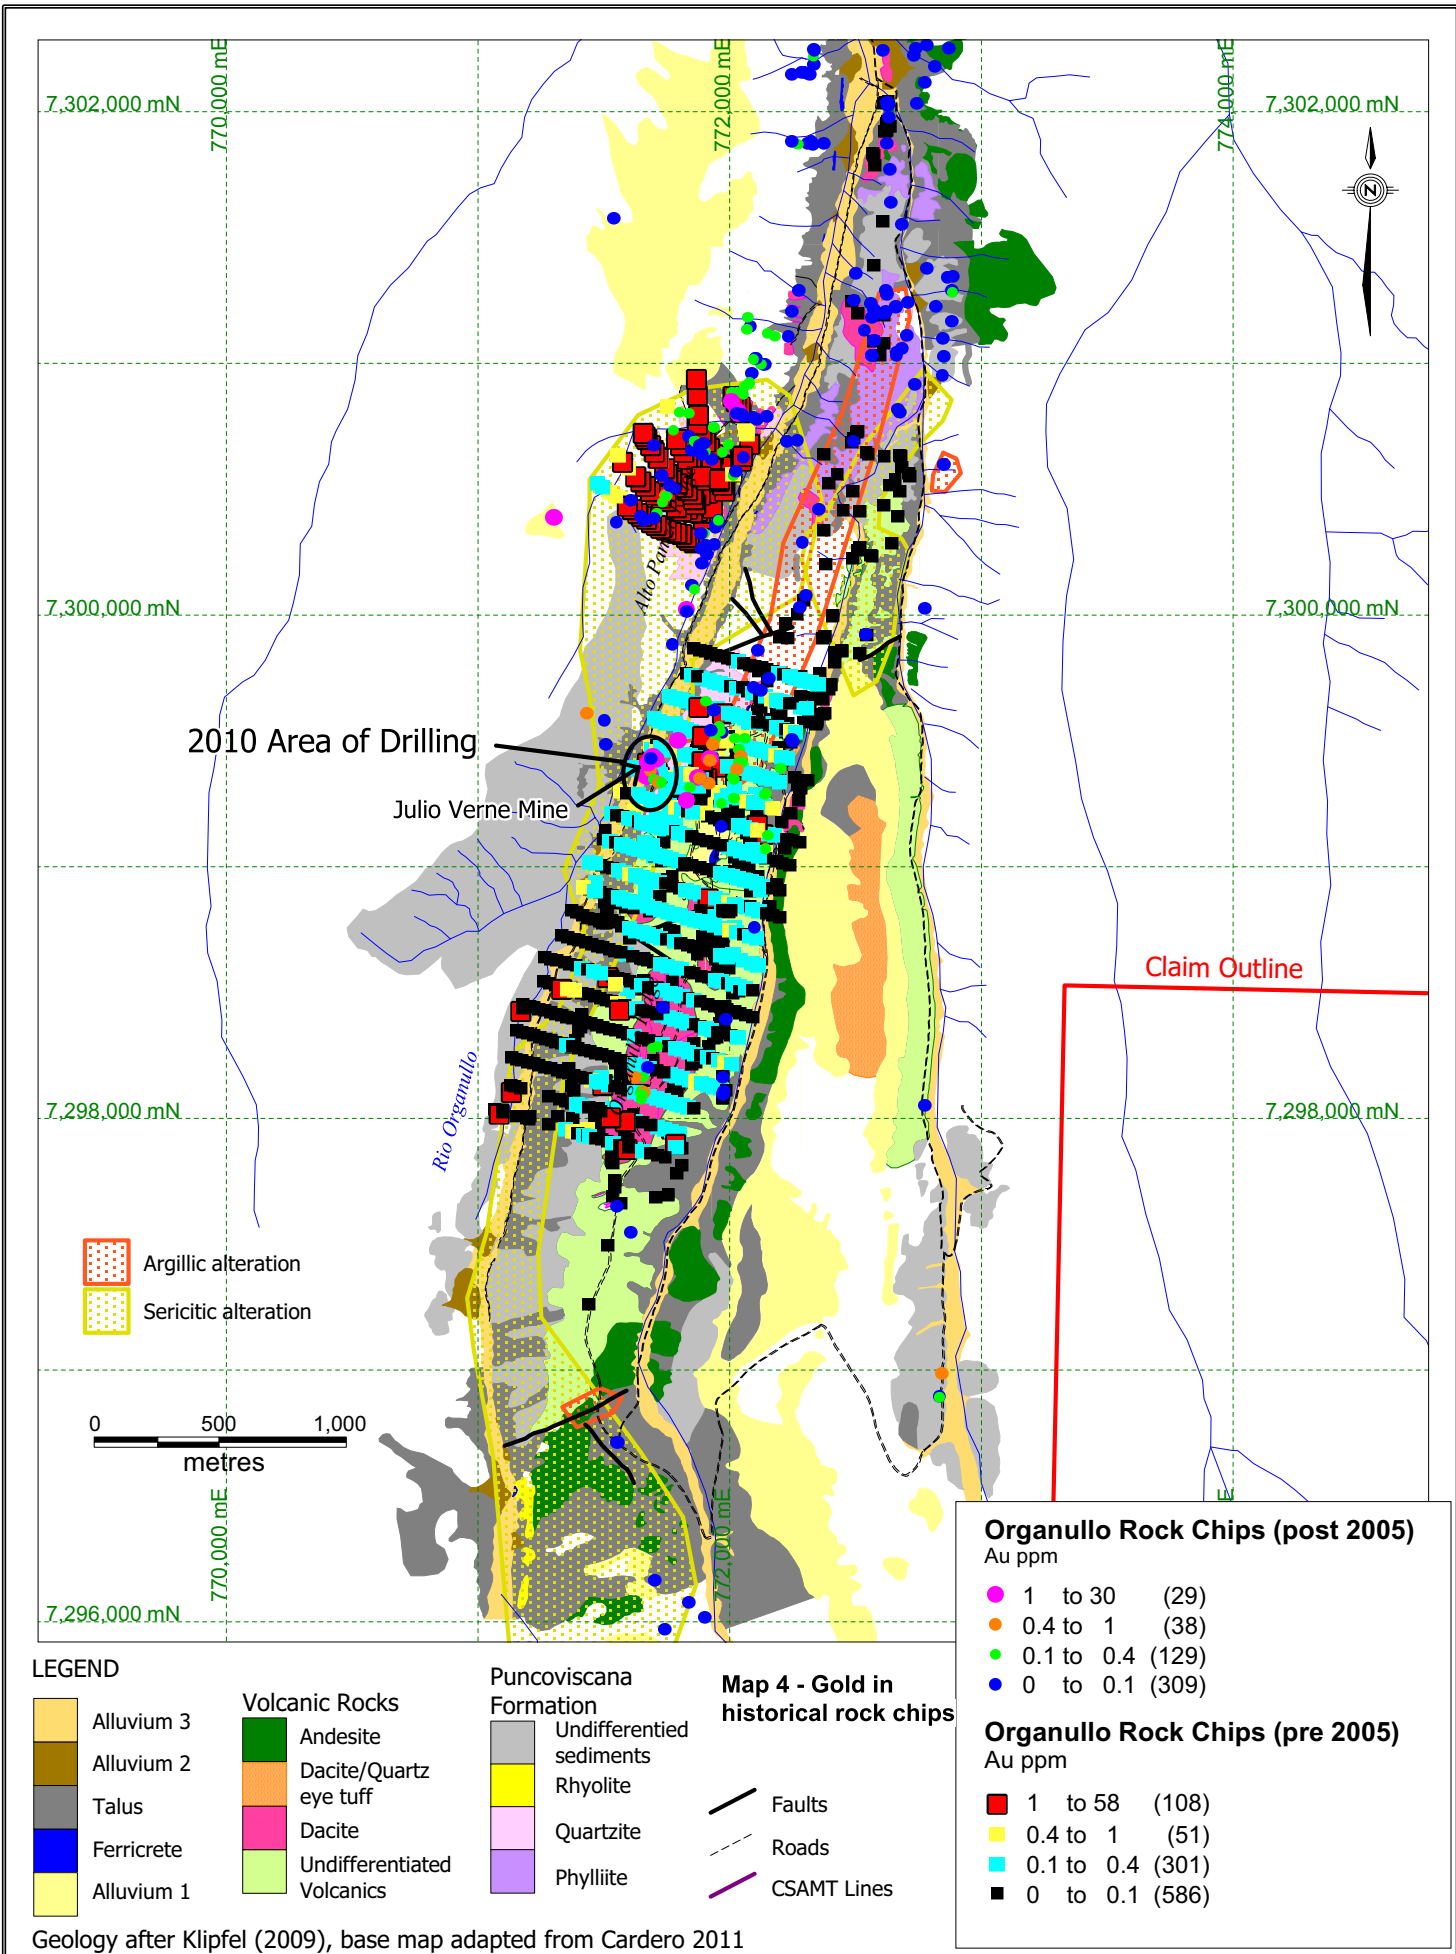 770,000 mE
772,000 mE
774,000 mE
7,302,000 mN
7,302,000 mN
N
Alto Pan
7,300,000 mN
7,300,000 mN
2010 Area of Drilling
Julio Verne Mine
Claim Outline
Rio Organullo
7,298,000 mN
7,298,000 mN
Argillic alteration
Sericitic alteration
0 500 1,000
metres
770,000 mE
772,000 mE
E
7,296,000 mN
Organullo Rock Chips (post 2005)
Au ppm
1 to 30 (29)
0.4 to 1 (38)
0.1 to 0.4 (129)
0 to 0.1 (309)
Organullo Rock Chips (pre 2005)
Au ppm
1 to 58 (108)
0.4 to 1 (51)
0.1 to 0.4 (301)
0 to 0.1 (586)
LEGEND
Alluvium 3
Alluvium 2
Talus
Ferricrete
Alluvium 1
Volcanic Rocks
Andesite
Dacite/Quartz
eye tuff
Dacite
Undifferentiated
Volcanics
Puncoviscana
Formation
Undifferentied
sediments
Rhyolite
Quartzite
Phylliite
Map 4 - Gold in
historical rock chips
Faults
Roads
CSAMT Lines
Geology after Klipfel (2009), base map adapted from Cardero 2011